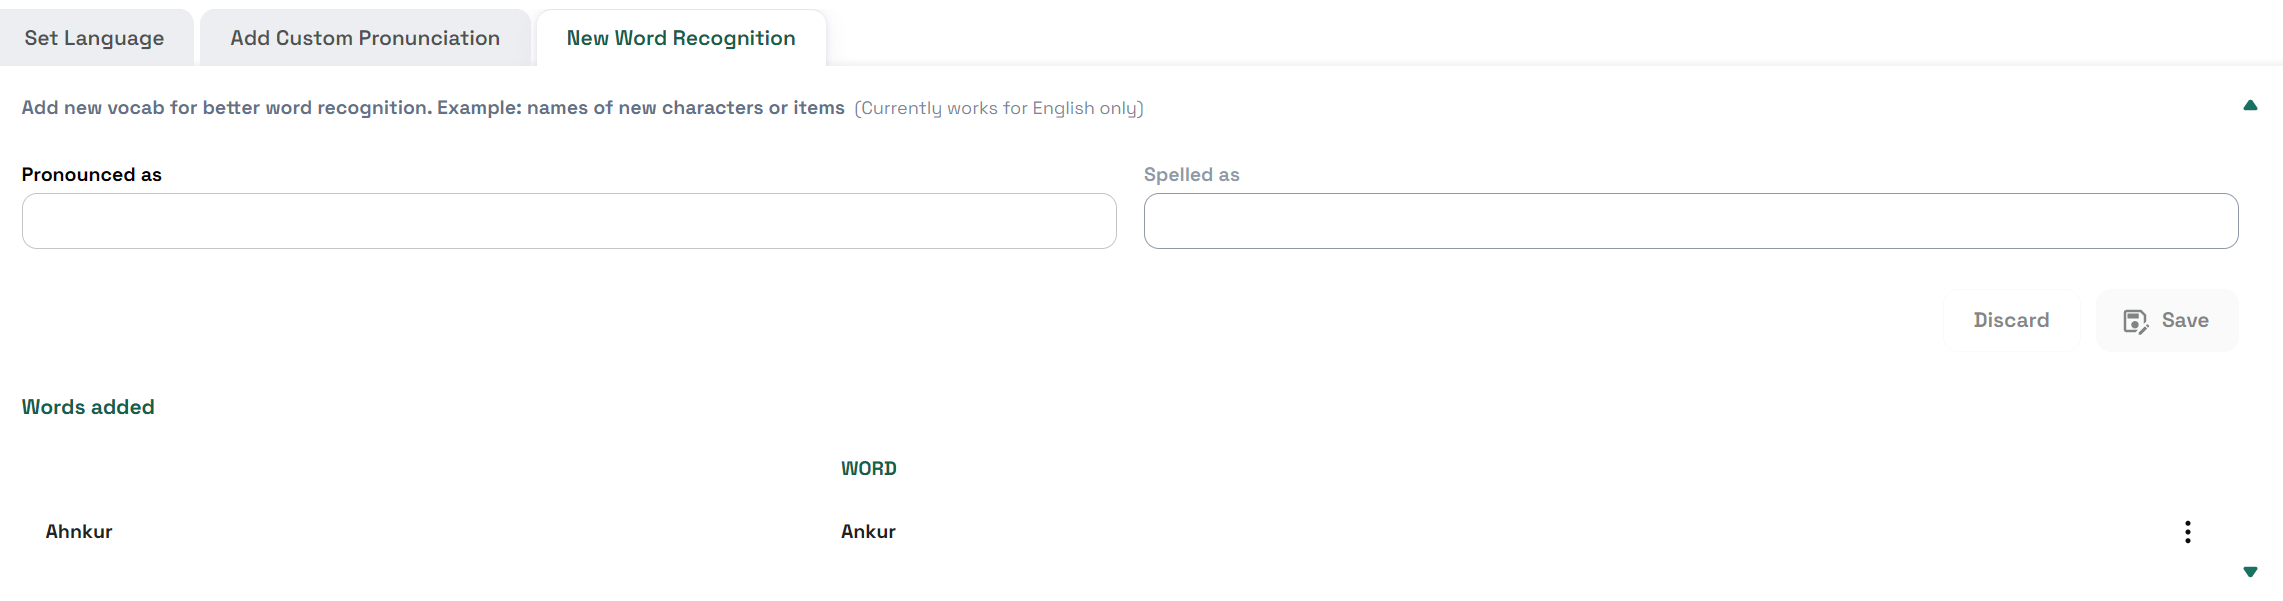 Set Language Add Custom Pronunciation New Word Recognition
Add new vocab for better word recognition. Example: names of new characters or items (Currently works for English only)
Pronounced as Spelled as
Discard Save
Words added
WORD
Ahnkur Ankur